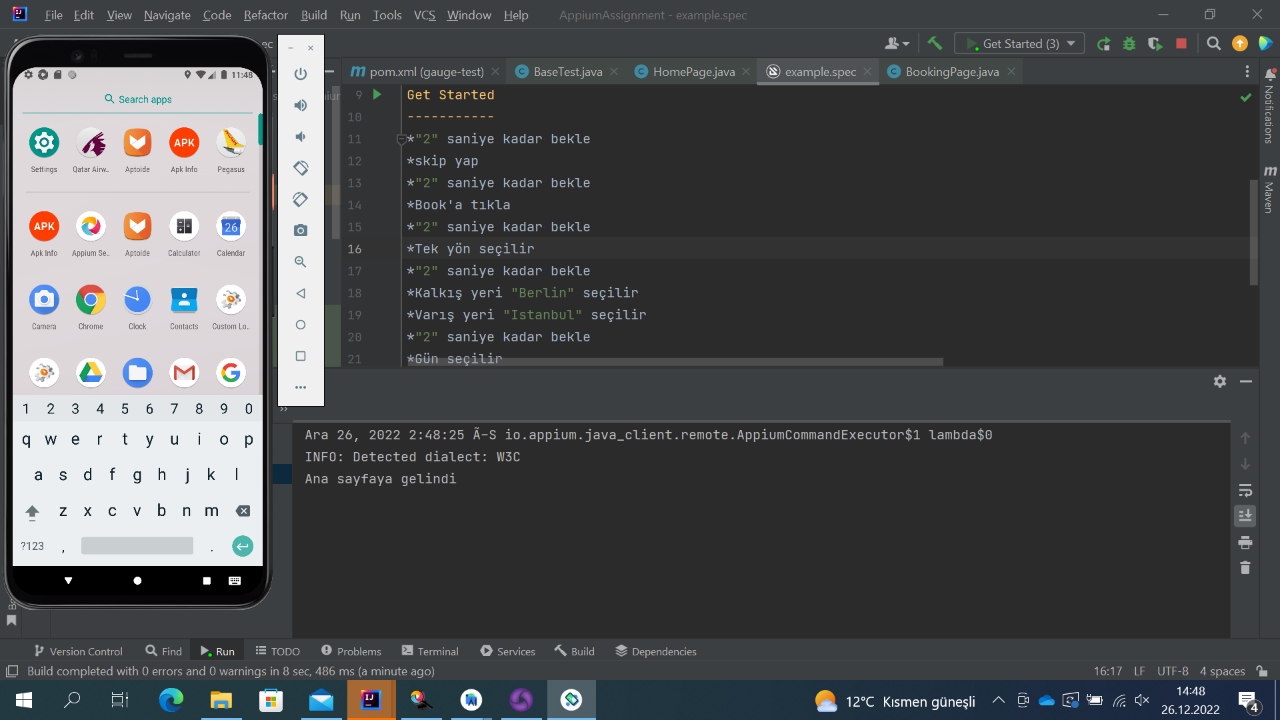 File Edit View Navigate Code Refactor Build Run Tools VCS Window Help AppiumAssignment - example.spec
Get Started (3)
pom.xml (gauge-test) BaseTest.java HomePage.java example.spec BookingPage.java
9 Get Started
10 -----------
11 *"2" saniye kadar bekle
12 *skip yap
13 *"2" saniye kadar bekle
14 *Book'a tıkla
15 *"2" saniye kadar bekle
16 *Tek yön seçilir
17 *"2" saniye kadar bekle
18 *Kalkış yeri "Berlin" seçilir
19 *Varış yeri "Istanbul" seçilir
20 *"2" saniye kadar bekle
21 *Gün seçilir
Notifications
Maven
11:48
Search apps
Settings Qatar Airw.. Aptoide Apk Info Pegasus
APK
Apk Info Appium Se.. Aptoide Calculator Calendar
APK 26
Camera Chrome Clock Contacts Custom Lo..
1 2 3 4 5 6 7 8 9 0
q w e r t y u i o p
a s d f g h j k l
z x c v b n m
?123 , .
Ara 26, 2022 2:48:25 Ã-S io.appium.java_client.remote.AppiumCommandExecutor$1 lambda$0
INFO: Detected dialect: W3C
Ana sayfaya gelindi
Version Control Find Run TODO Problems Terminal Services Build Dependencies
Build completed with 0 errors and 0 warnings in 8 sec, 486 ms (a minute ago) 16:17 LF UTF-8 4 spaces
12°C Kısmen güneşli 14:48
26.12.2022 4